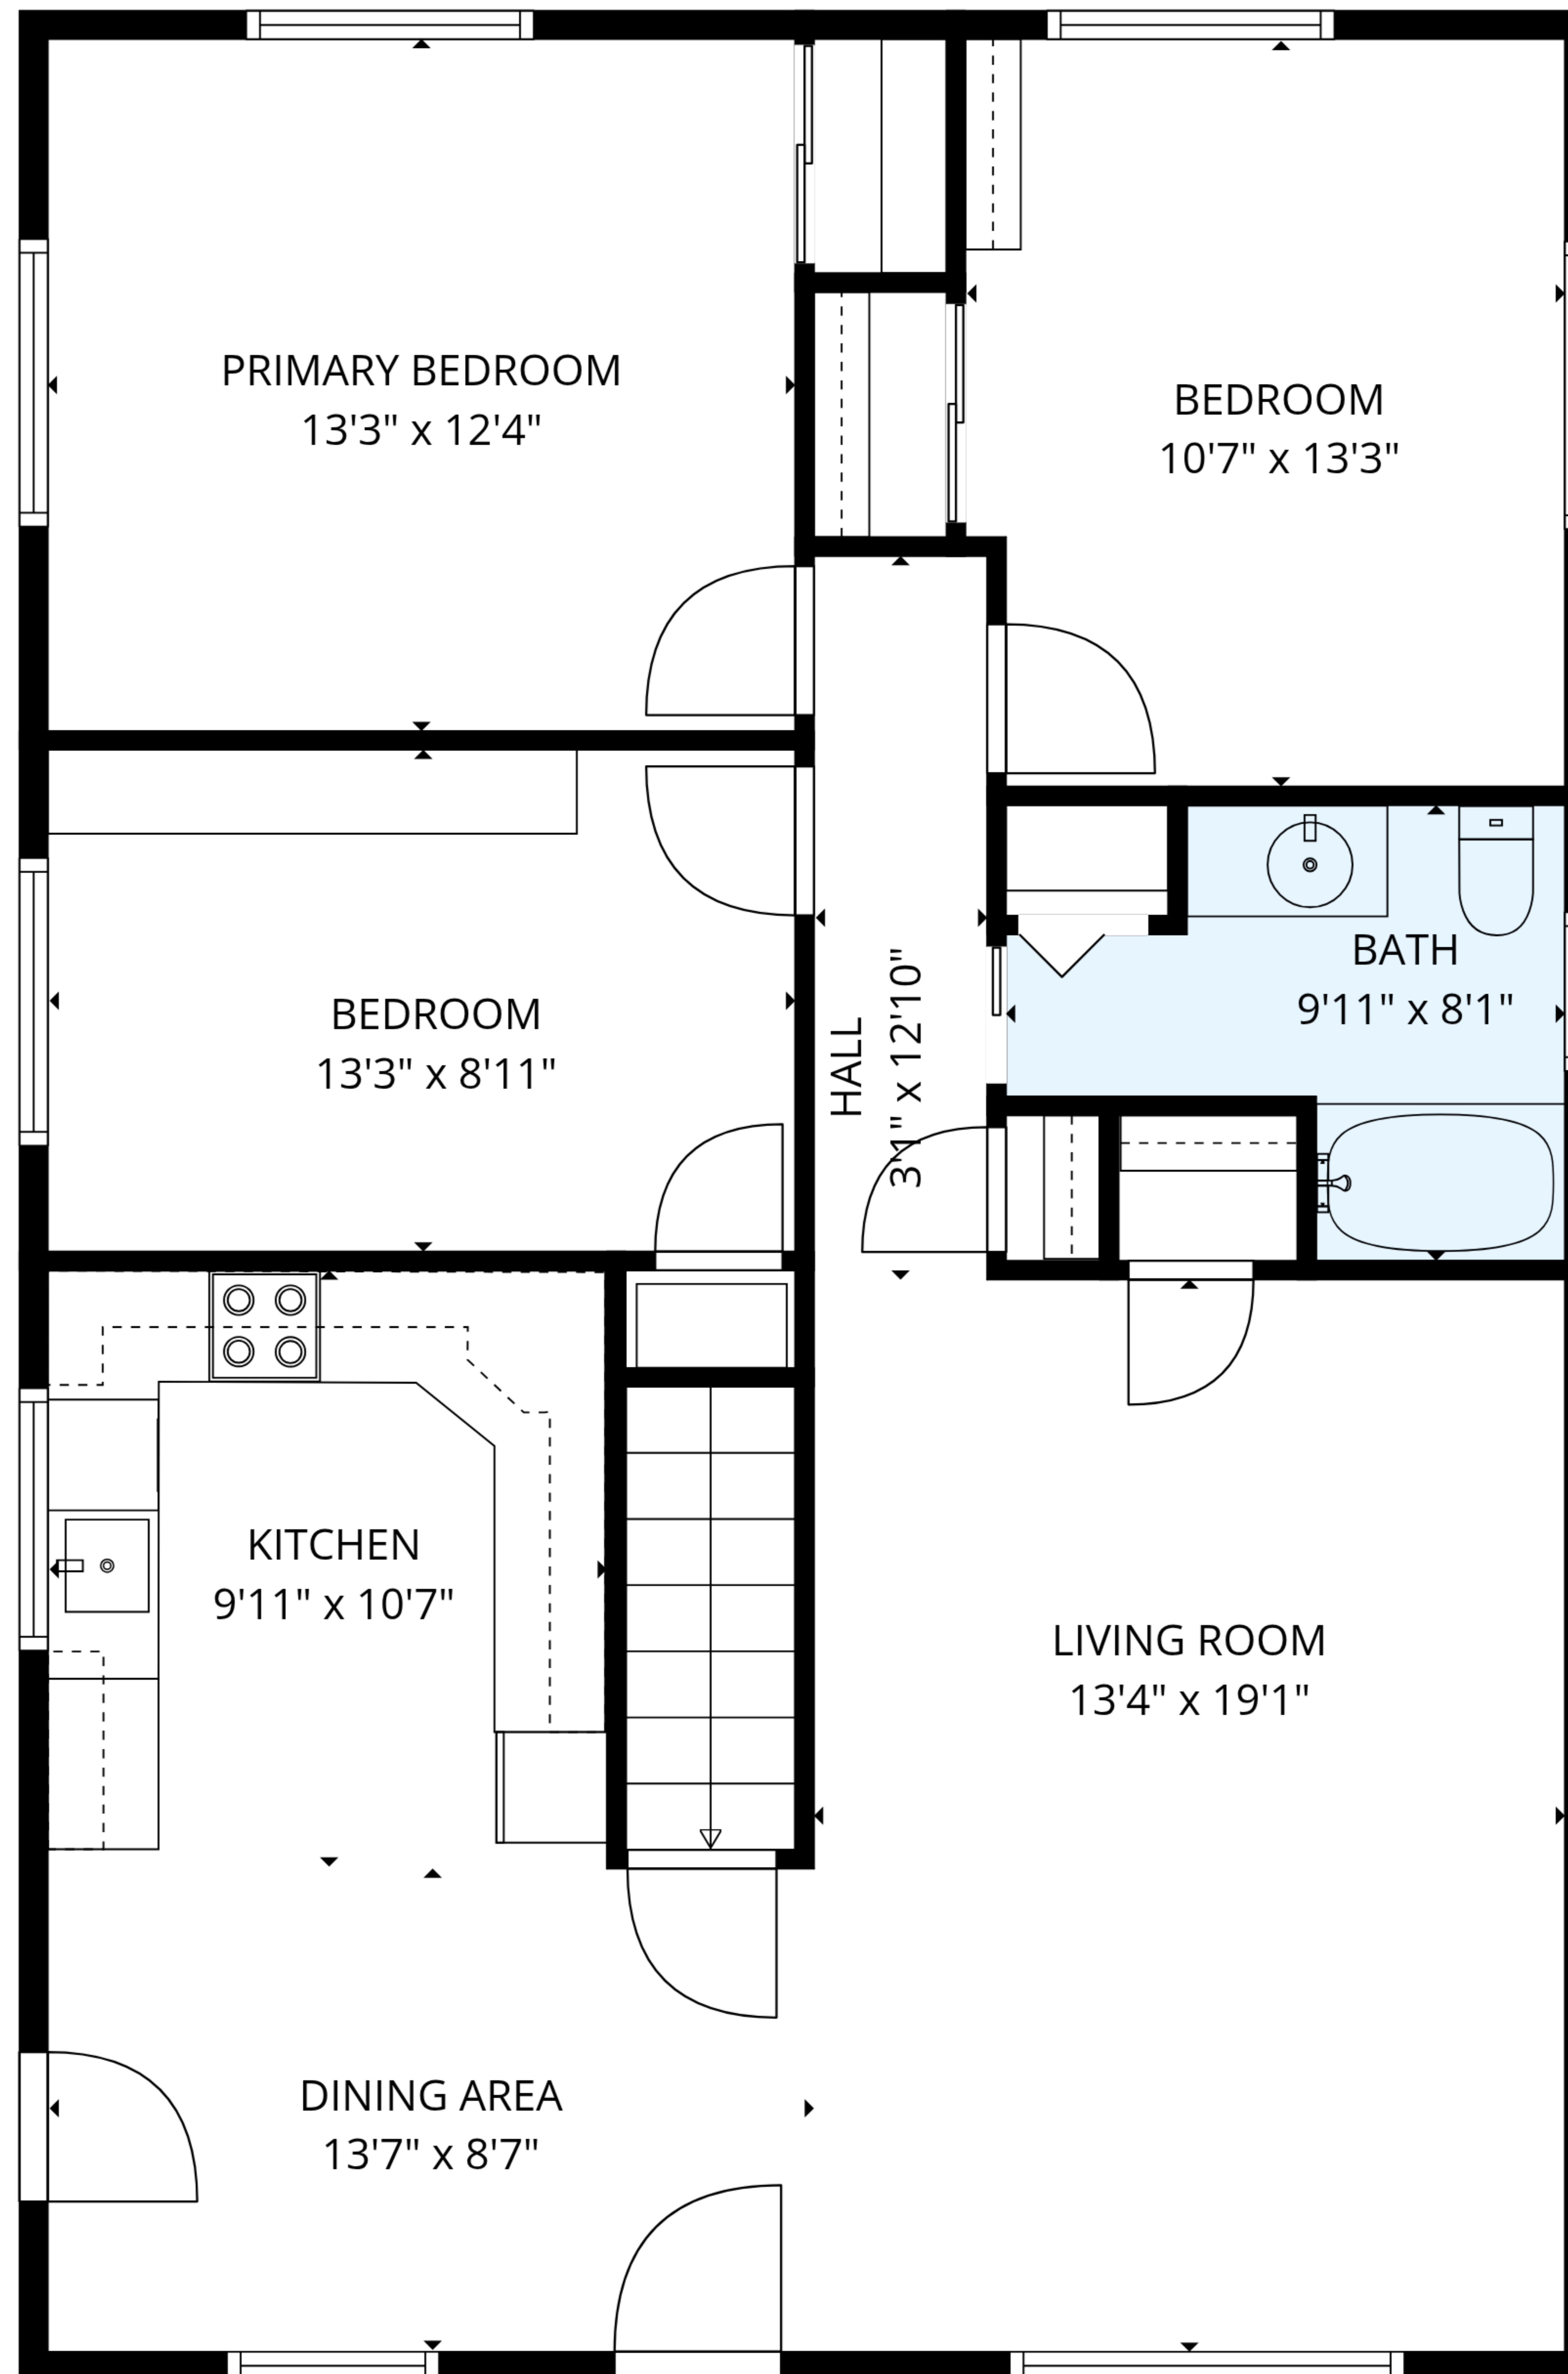 PRIMARY BEDROOM
13'3" x 12'4"
BEDROOM
10'7" x 13'3"
BEDROOM
13'3" x 8'11"
HALL
3'1" x 12'10"
BATH
9'11" x 8'1"
KITCHEN
9'11" x 10'7"
LIVING ROOM
13'4" x 19'1"
DINING AREA
13'7" x 8'7"